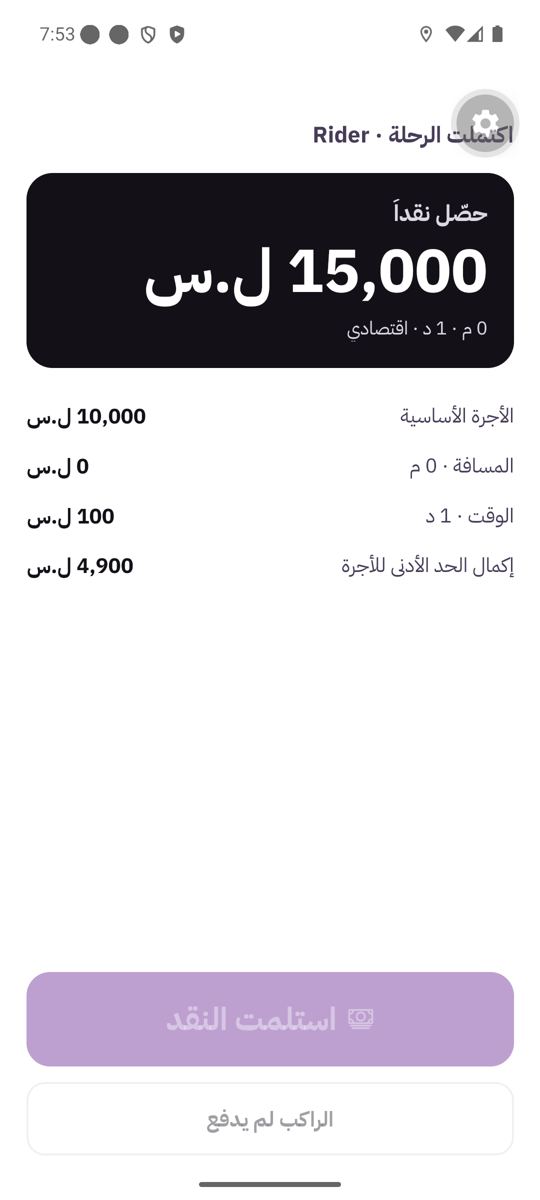 7:53
اكتملت الرحلة · Rider
حصّل نقداً
15,000 ل.س
0 م · 1 د · اقتصادي
الأجرة الأساسية 10,000 ل.س
المسافة · 0 م 0 ل.س
الوقت · 1 د 100 ل.س
إكمال الحد الأدنى للأجرة 4,900 ل.س
استلمت النقد
الراكب لم يدفع